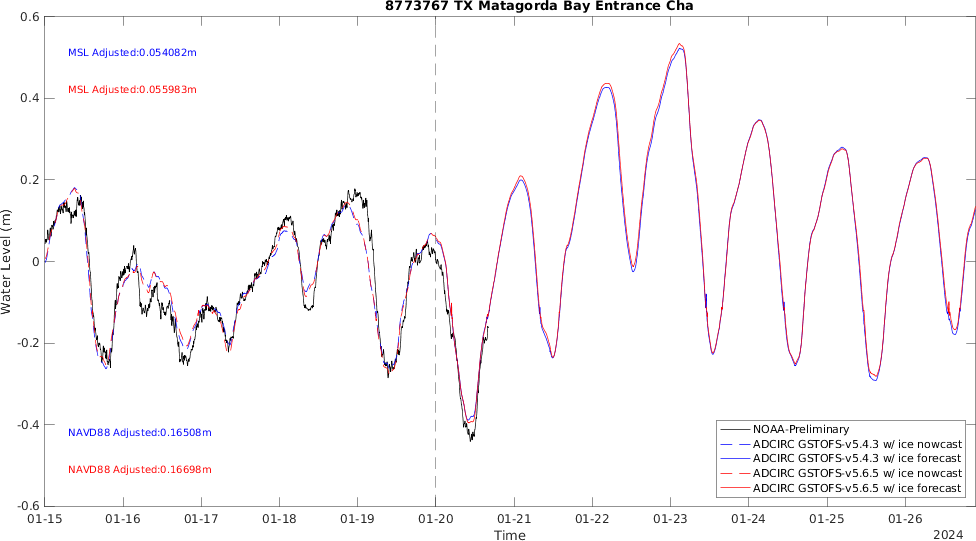 8773767 TX Matagorda Bay Entrance Cha
0.6
MSL Adjusted:0.054082m
MSL Adjusted:0.055983m
0.4
0.2
0
-0.2
-0.4
-0.6
Water Level (m)
NAVD88 Adjusted:0.16508m
NAVD88 Adjusted:0.16698m
NOAA-Preliminary
ADCIRC GSTOFS-v5.4.3 w/ ice nowcast
ADCIRC GSTOFS-v5.4.3 w/ ice forecast
ADCIRC GSTOFS-v5.6.5 w/ ice nowcast
ADCIRC GSTOFS-v5.6.5 w/ ice forecast
01-15 01-16 01-17 01-18 01-19 01-20 01-21 01-22 01-23 01-24 01-25 01-26
Time
2024